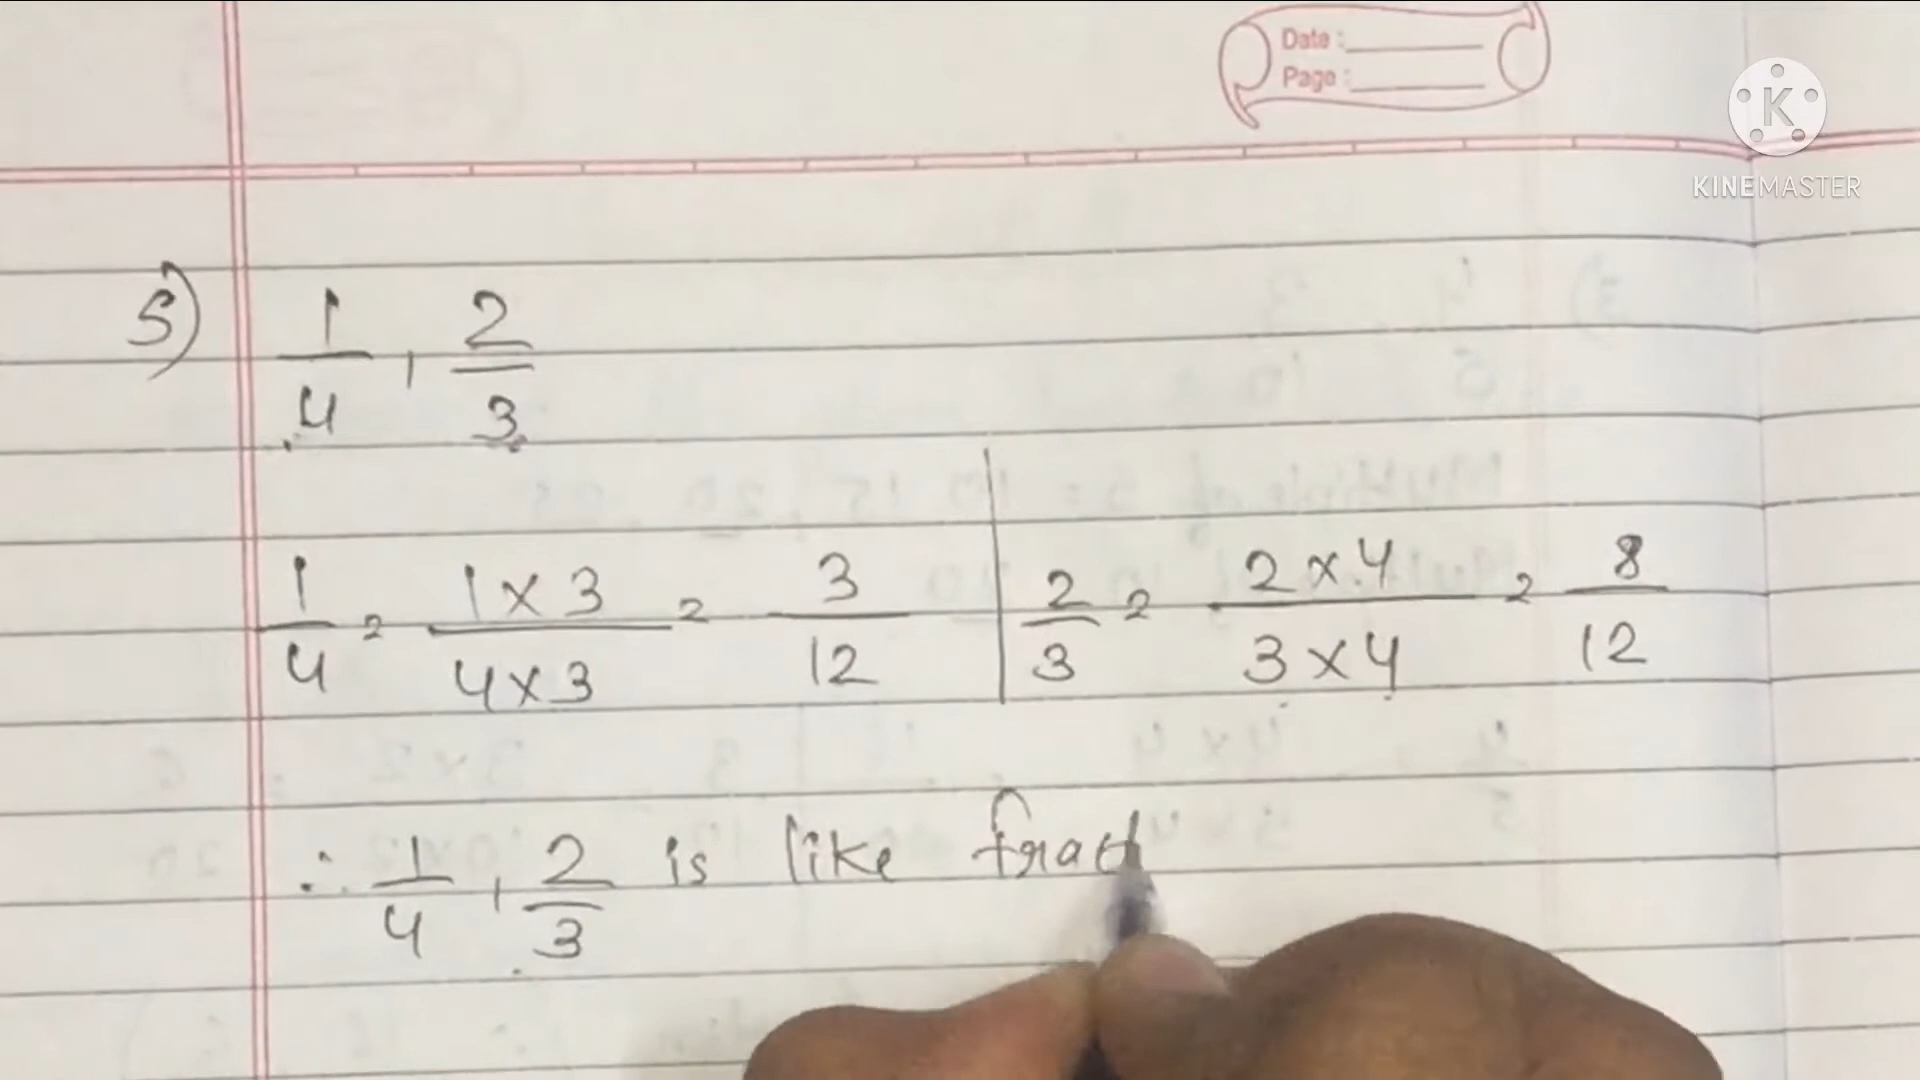 Date :
Page :
KINEMASTER
5) 1/4 , 2/3
1/4 = 1 x 3 / 4 x 3 = 3/12 | 2/3 = 2 x 4 / 3 x 4 = 8/12
∴ 1/4 , 2/3 is like fract